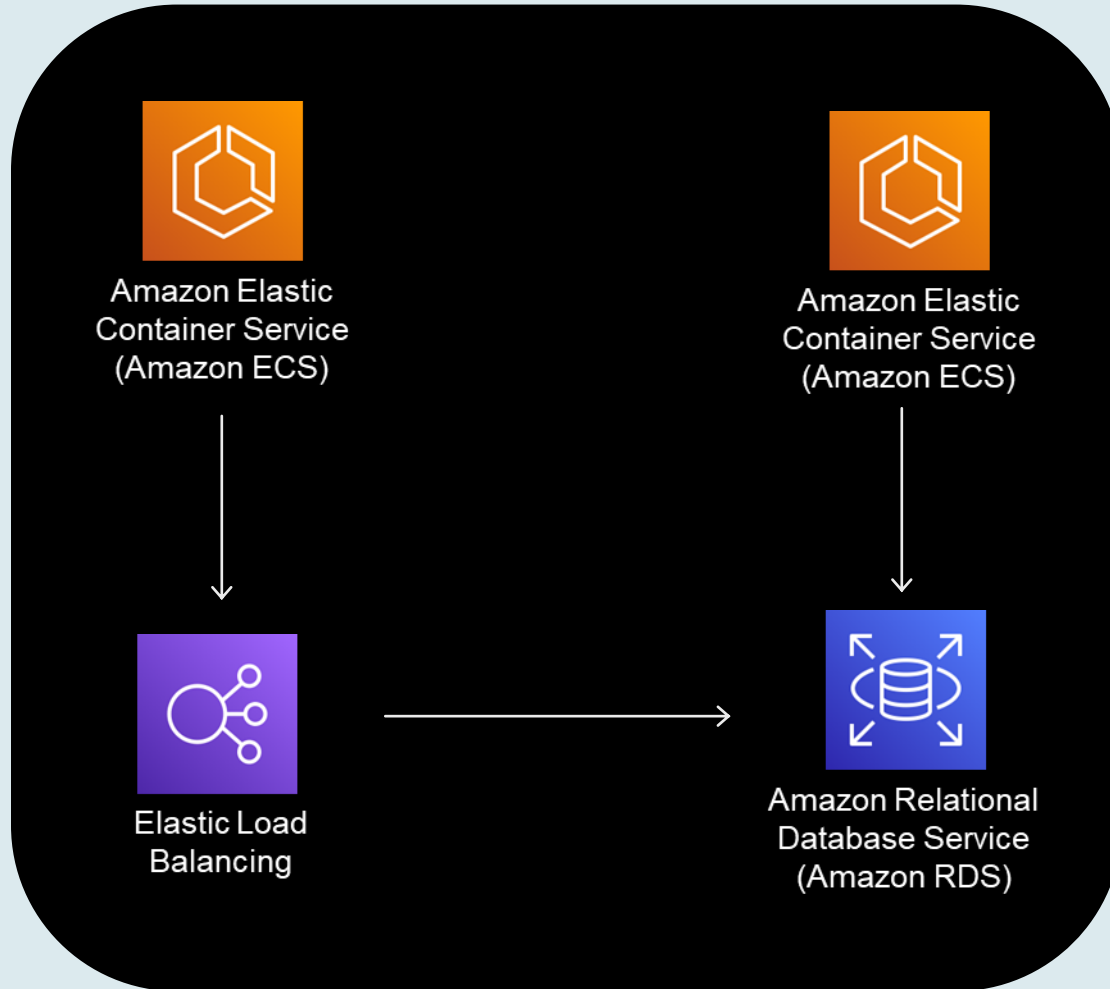 Amazon Elastic
Container Service
(Amazon ECS)
Amazon Elastic
Container Service
(Amazon ECS)
Elastic Load
Balancing
Amazon Relational
Database Service
(Amazon RDS)